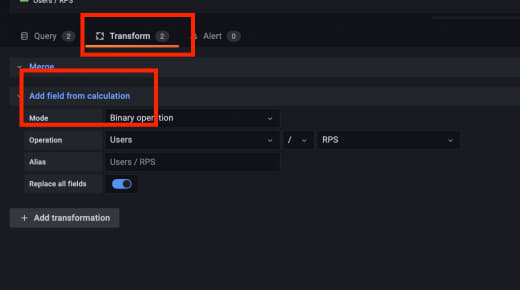 Users / RPS
Query 2 Transform 2 Alert 0
Merge
Add field from calculation
Mode Binary operation
Operation Users / RPS
Alias Users / RPS
Replace all fields
+ Add transformation